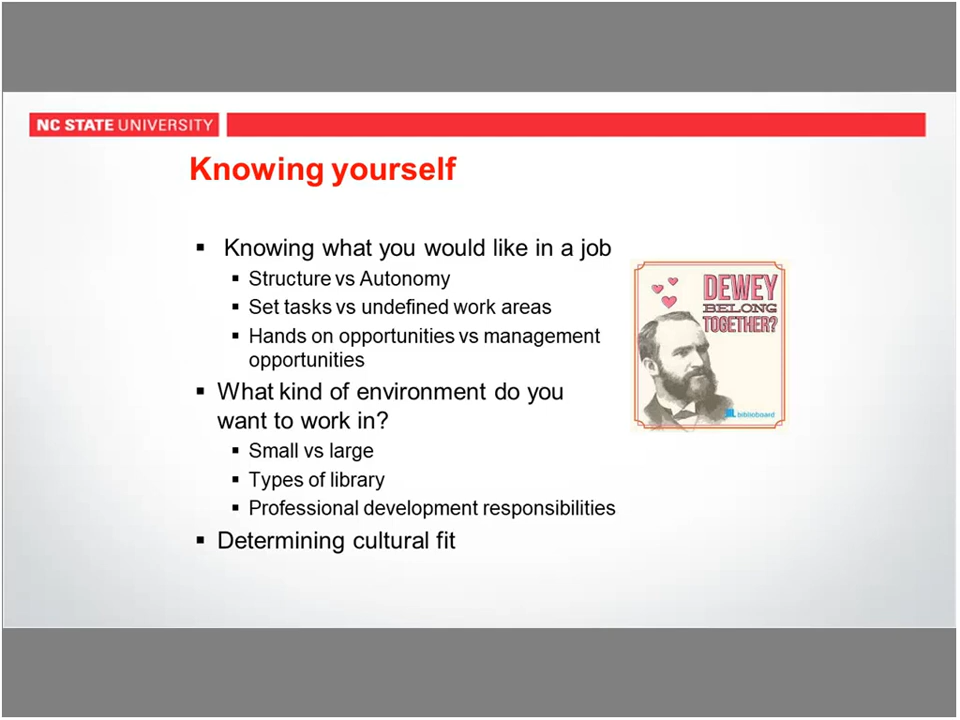 NC STATE UNIVERSITY
Knowing yourself
▪ Knowing what you would like in a job
▪ Structure vs Autonomy
▪ Set tasks vs undefined work areas
▪ Hands on opportunities vs management
opportunities
▪ What kind of environment do you
want to work in?
▪ Small vs large
▪ Types of library
▪ Professional development responsibilities
▪ Determining cultural fit
DEWEY
BELONG
TOGETHER?
biblioboard